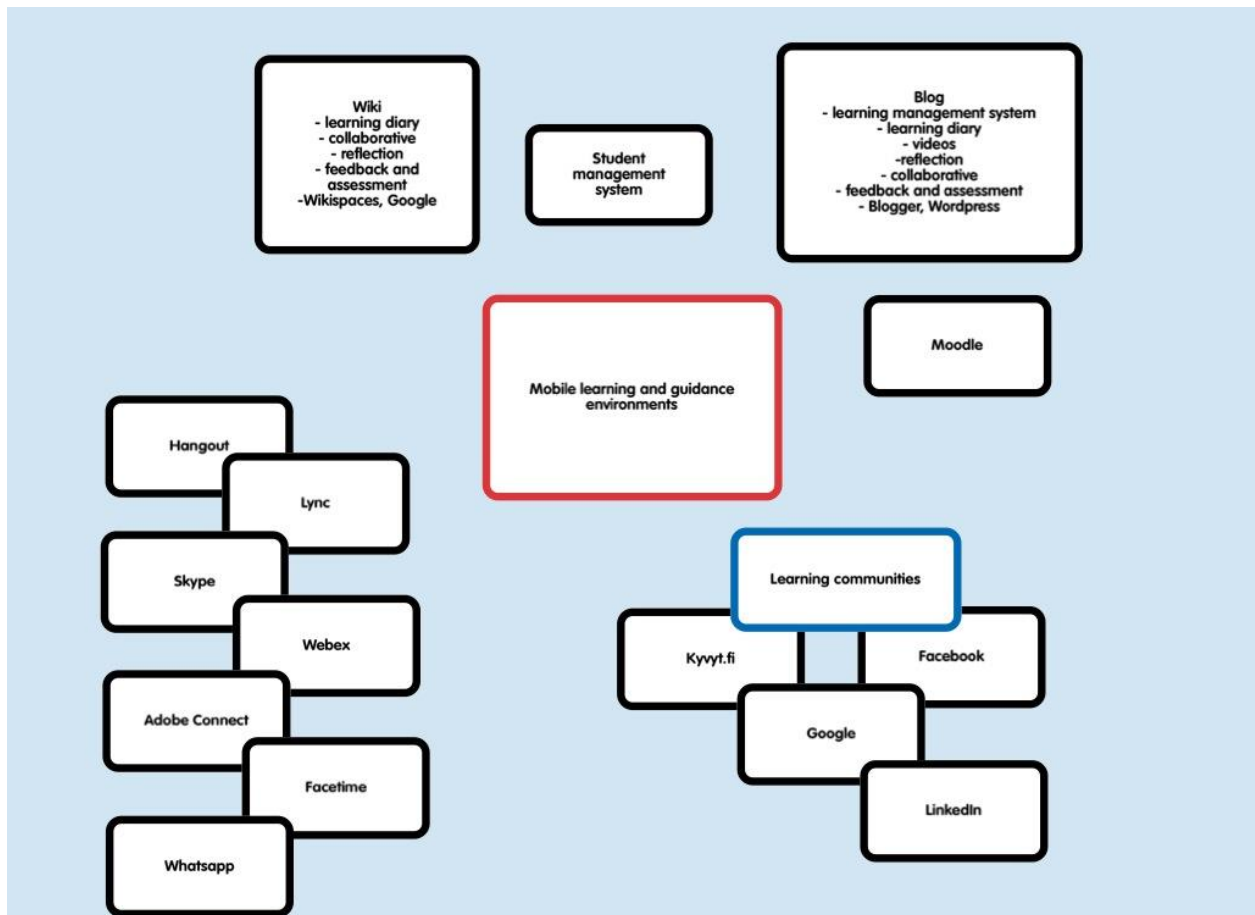 Wiki
- learning diary
- collaborative
- reflection
- feedback and
assessment
-Wikispaces, Google
Student
management
system
Blog
- learning management system
- learning diary
- videos
-reflection
- collaborative
- feedback and assessment
- Blogger, Wordpress
Mobile learning and guidance
environments
Moodle
Hangout
Lync
Skype
Webex
Adobe Connect
Facetime
Whatsapp
Learning communities
Kyvyt.fi
Facebook
Google
LinkedIn